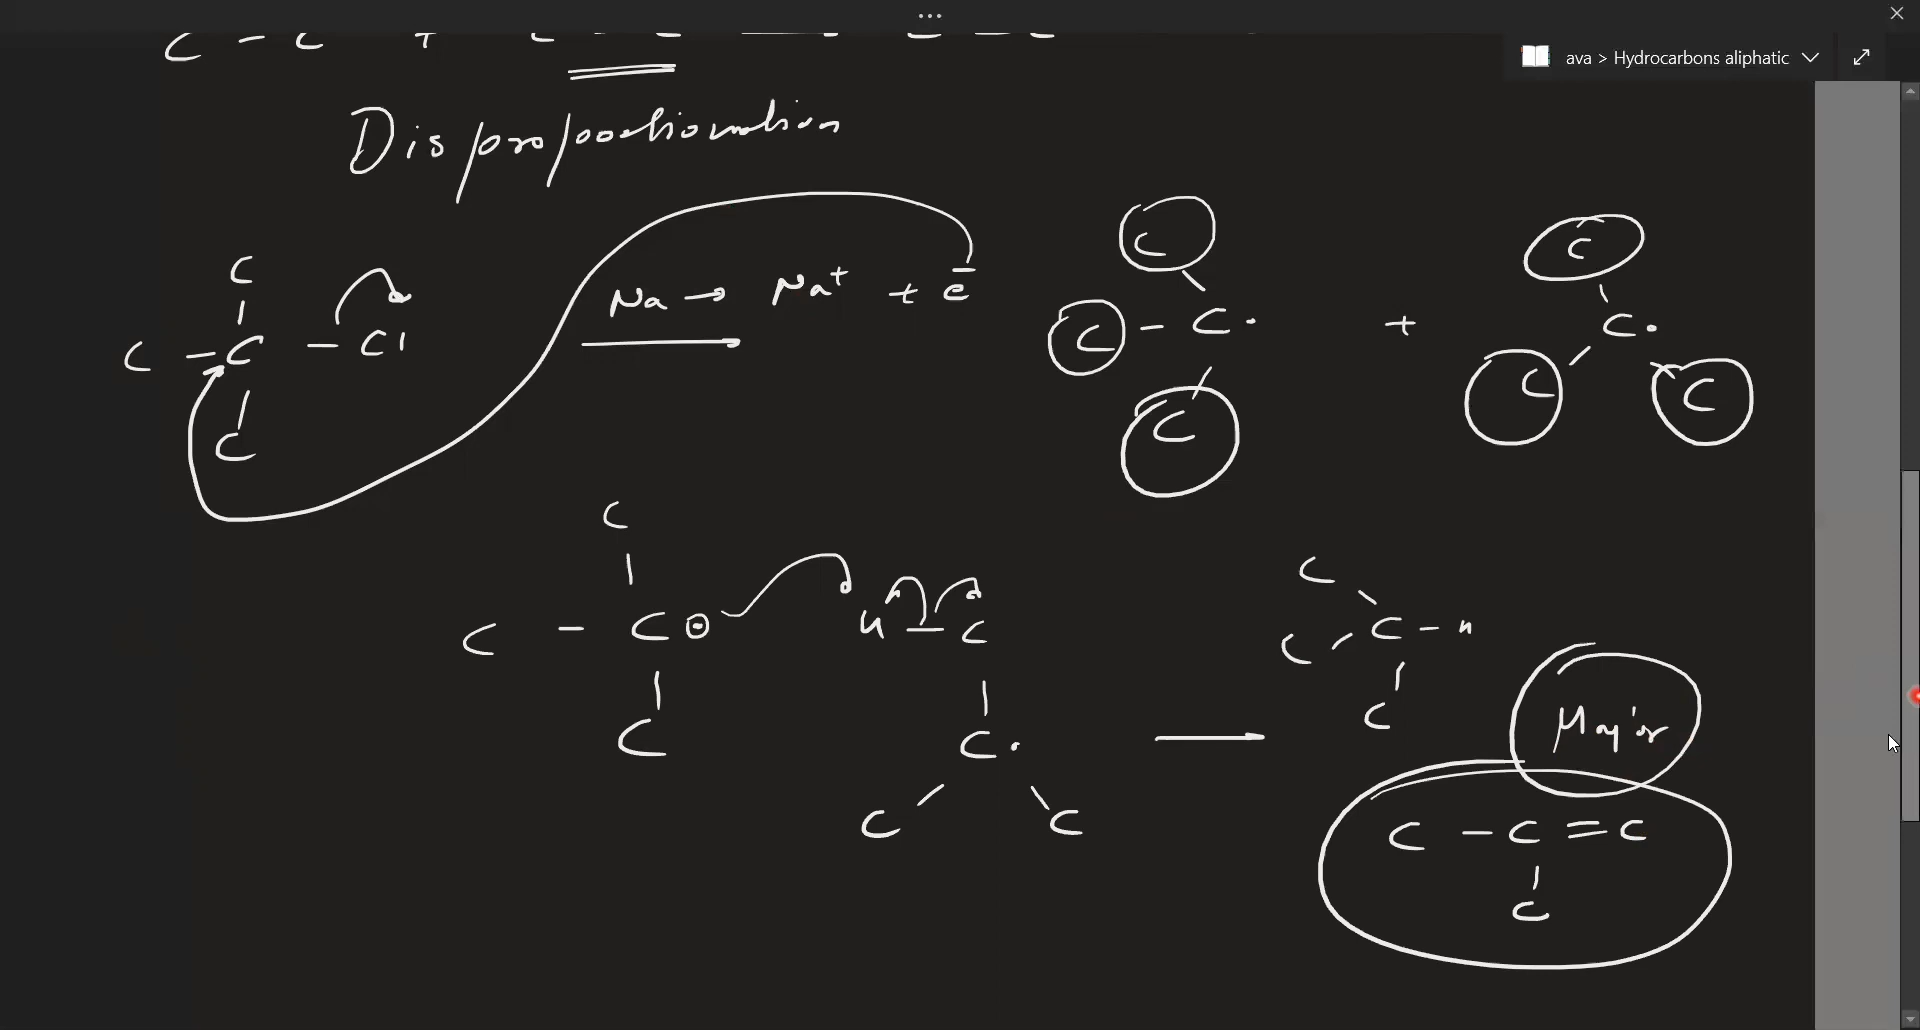 ava > Hydrocarbons aliphatic
Disproportionation
C
C - C - Cl
C
Na → Na⁺ + e⁻
C
C - C •
C
+
C
C •
C C
C
C - C ⊖
C
H - C
C •
C C
→
C
C C - H
C
Major
C - C = C
C